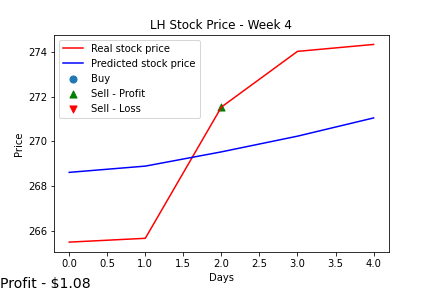 LH Stock Price - Week 4
Real stock price
Predicted stock price
Buy
Sell - Profit
Sell - Loss
Price
274
272
270
268
266
0.0 0.5 1.0 1.5 2.0 2.5 3.0 3.5 4.0
Days
Profit - $1.08